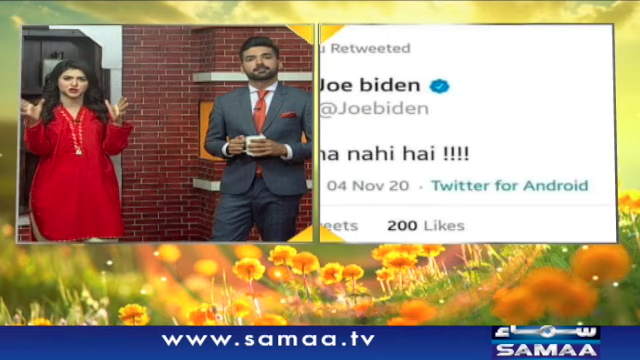 u Retweeted
Joe biden
@Joebiden
na nahi hai !!!!
04 Nov 20 · Twitter for Android
eets 200 Likes
www.samaa.tv
سماء
SAMAA